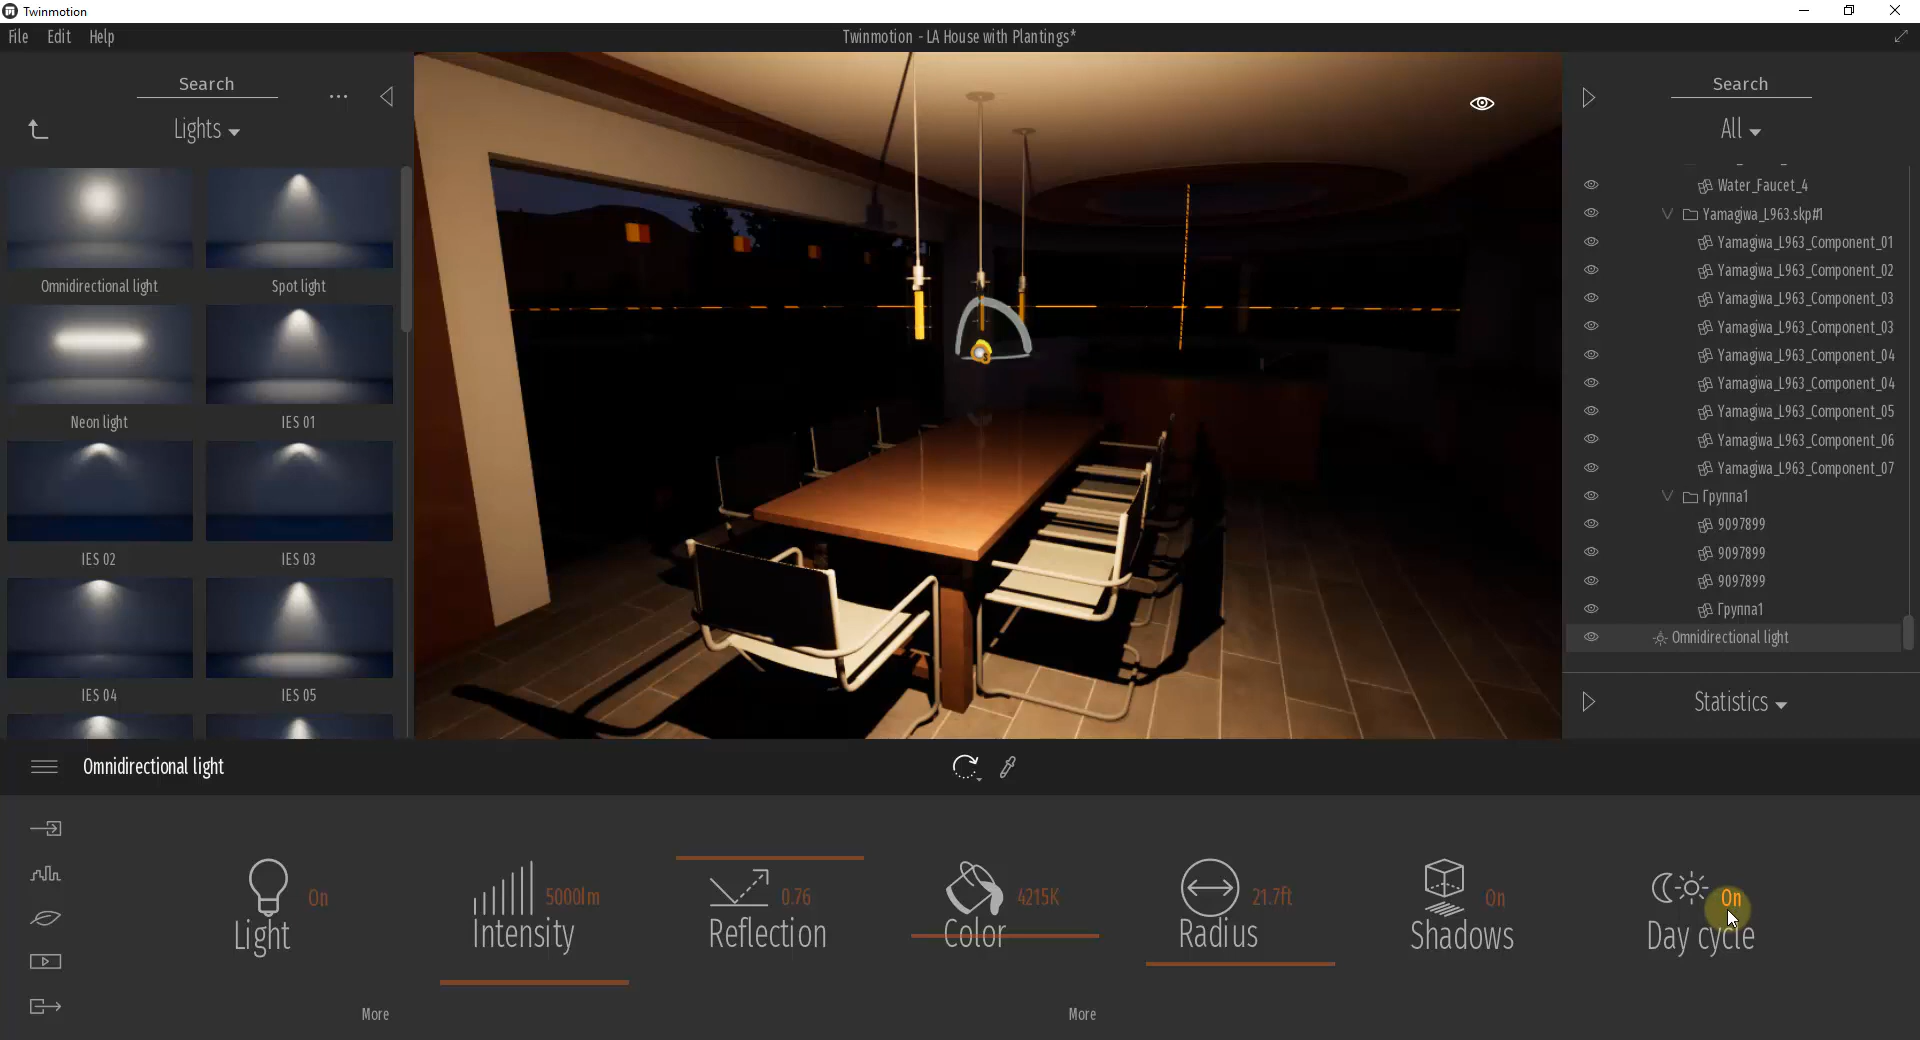 Twinmotion
File Edit Help
Twinmotion - LA House with Plantings*
Search
Lights
Omnidirectional light
Spot light
Neon light
IES 01
IES 02
IES 03
IES 04
IES 05
Search
All
Water_Faucet_4
Yamagiwa_L963.skp#1
Yamagiwa_L963_Component_01
Yamagiwa_L963_Component_02
Yamagiwa_L963_Component_03
Yamagiwa_L963_Component_03
Yamagiwa_L963_Component_04
Yamagiwa_L963_Component_04
Yamagiwa_L963_Component_05
Yamagiwa_L963_Component_06
Yamagiwa_L963_Component_07
Группа1
9097899
9097899
9097899
Группа1
Omnidirectional light
Statistics
Omnidirectional light
On
Light
5000lm
Intensity
0.76
Reflection
4215K
Color
21.7ft
Radius
On
Shadows
On
Day cycle
More
More